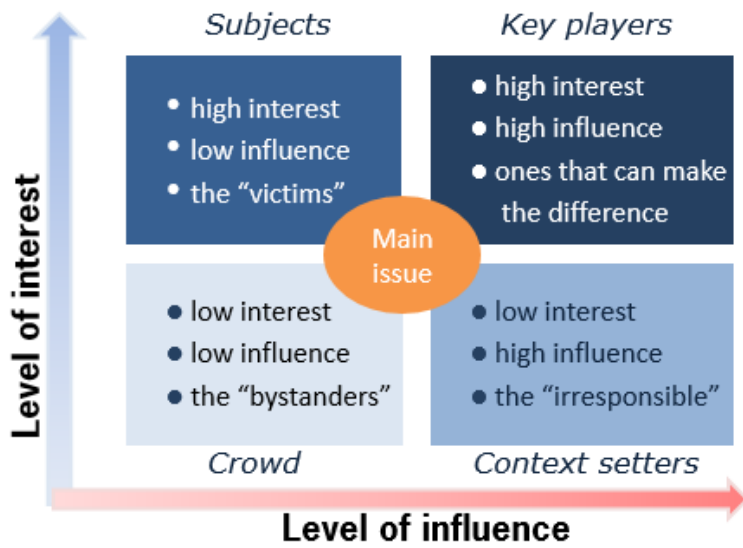 Subjects
Key players
• high interest
• low influence
• the “victims”
● high interest
● high influence
● ones that can make
the difference
Main
issue
● low interest
● low influence
● the “bystanders”
● low interest
● high influence
● the “irresponsible”
Crowd
Context setters
Level of interest
Level of influence